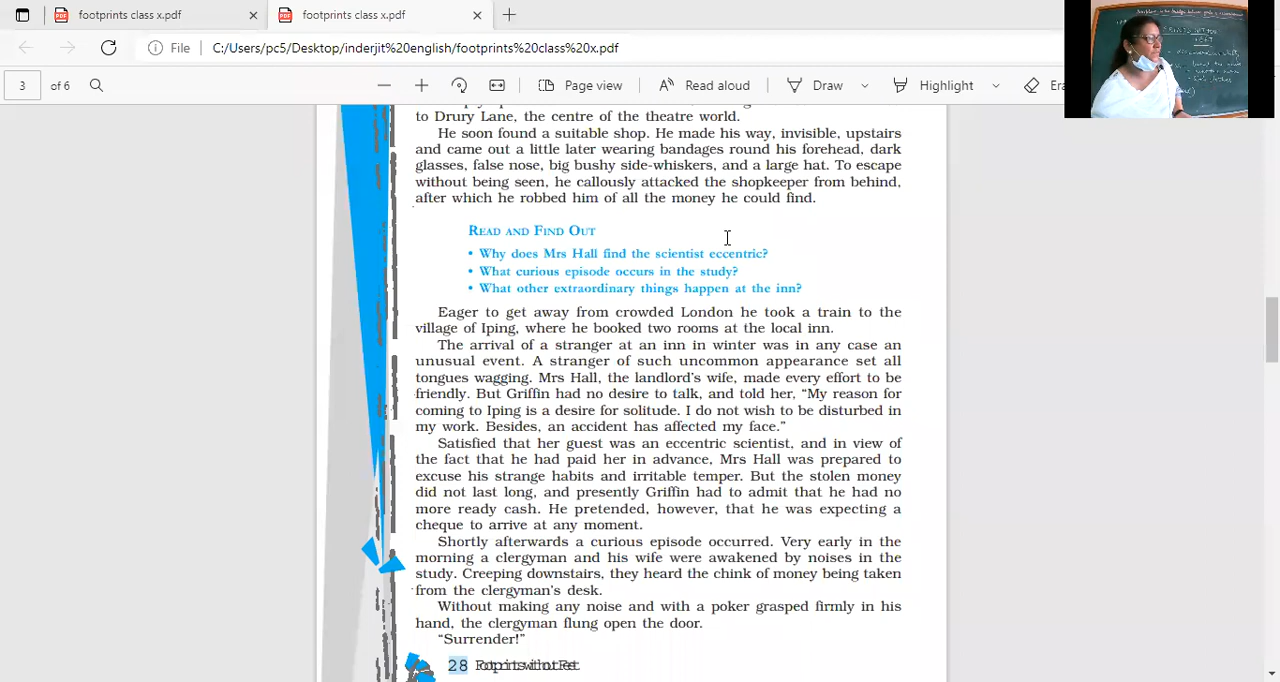 footprints class x.pdf
footprints class x.pdf
File C:/Users/pc5/Desktop/inderjit%20english/footprints%20class%20x.pdf
3 of 6 Page view Read aloud Draw Highlight Era
to Drury Lane, the centre of the theatre world.
He soon found a suitable shop. He made his way, invisible, upstairs
and came out a little later wearing bandages round his forehead, dark
glasses, false nose, big bushy side-whiskers, and a large hat. To escape
without being seen, he callously attacked the shopkeeper from behind,
after which he robbed him of all the money he could find.
READ AND FIND OUT
• Why does Mrs Hall find the scientist eccentric?
• What curious episode occurs in the study?
• What other extraordinary things happen at the inn?
Eager to get away from crowded London he took a train to the
village of Iping, where he booked two rooms at the local inn.
The arrival of a stranger at an inn in winter was in any case an
unusual event. A stranger of such uncommon appearance set all
tongues wagging. Mrs Hall, the landlord's wife, made every effort to be
friendly. But Griffin had no desire to talk, and told her, “My reason for
coming to Iping is a desire for solitude. I do not wish to be disturbed in
my work. Besides, an accident has affected my face.”
Satisfied that her guest was an eccentric scientist, and in view of
the fact that he had paid her in advance, Mrs Hall was prepared to
excuse his strange habits and irritable temper. But the stolen money
did not last long, and presently Griffin had to admit that he had no
more ready cash. He pretended, however, that he was expecting a
cheque to arrive at any moment.
Shortly afterwards a curious episode occurred. Very early in the
morning a clergyman and his wife were awakened by noises in the
study. Creeping downstairs, they heard the chink of money being taken
from the clergyman's desk.
Without making any noise and with a poker grasped firmly in his
hand, the clergyman flung open the door.
“Surrender!”
28